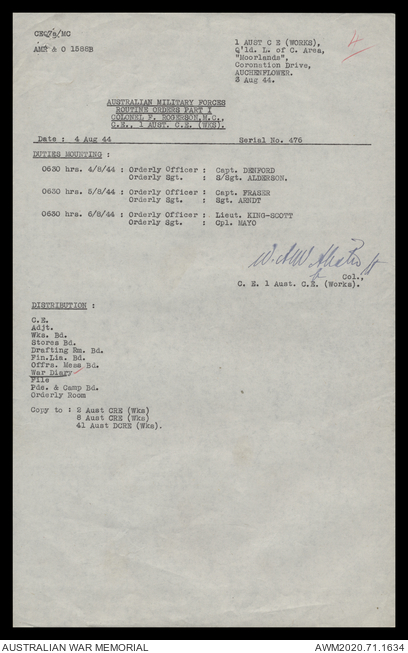 CEQ/3/MC
AMF & O 1588B
1 AUST C E (WORKS),
Q'ld. L. of C. Area,
"Moorlands",
Coronation Drive,
AUCHENFLOWER.
3 Aug 44.
4
AUSTRALIAN MILITARY FORCES
ROUTINE ORDERS PART I
COLONEL F. ROGERSON, M.C.,
C.E., 1 AUST. C.E. (WKS).
Date : 4 Aug 44 Serial No. 476
DUTIES MOUNTING :
0630 hrs. 4/8/44 : Orderly Officer : Capt. DENFORD
Orderly Sgt. : S/Sgt. ALDERSON.
0630 hrs. 5/8/44 : Orderly Officer : Capt. FRASER
Orderly Sgt. : Sgt. ARNDT
0630 hrs. 6/8/44 : Orderly Officer : Lieut. KING-SCOTT
Orderly Sgt. : Cpl. MAYO
Col.,
C. E. 1 Aust. C.E. (Works).
DISTRIBUTION :
C.E.
Adjt.
Wks. Bd.
Stores Bd.
Drafting Rm. Bd.
Fin.Lia. Bd.
Offrs. Mess Bd.
War Diary
File
Pde. & Camp Bd.
Orderly Room
Copy to : 2 Aust CRE (Wks)
8 Aust CRE (Wks)
41 Aust DCRE (Wks).
AUSTRALIAN WAR MEMORIAL
AWM2020.71.1634